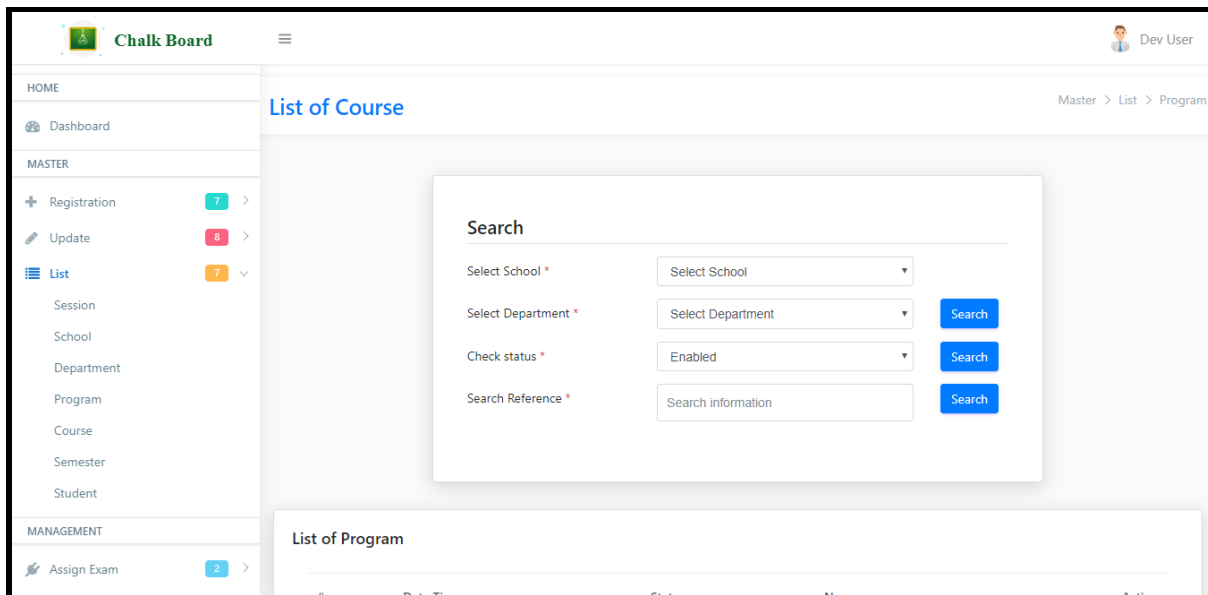 Chalk Board
Dev User
HOME
Dashboard
MASTER
Registration 7
Update 8
List 7
Session
School
Department
Program
Course
Semester
Student
MANAGEMENT
Assign Exam 2
List of Course
Master > List > Program
Search
Select School * Select School
Select Department * Select Department Search
Check status * Enabled Search
Search Reference * Search information Search
List of Program